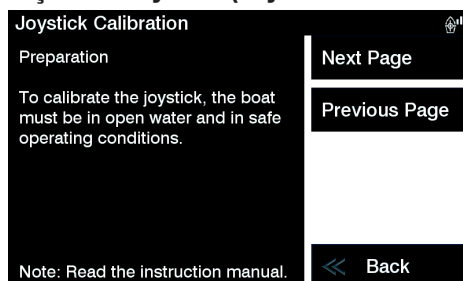 Joystick Calibration
Preparation
To calibrate the joystick, the boat
must be in open water and in safe
operating conditions.
Note: Read the instruction manual.
Next Page
Previous Page
Back